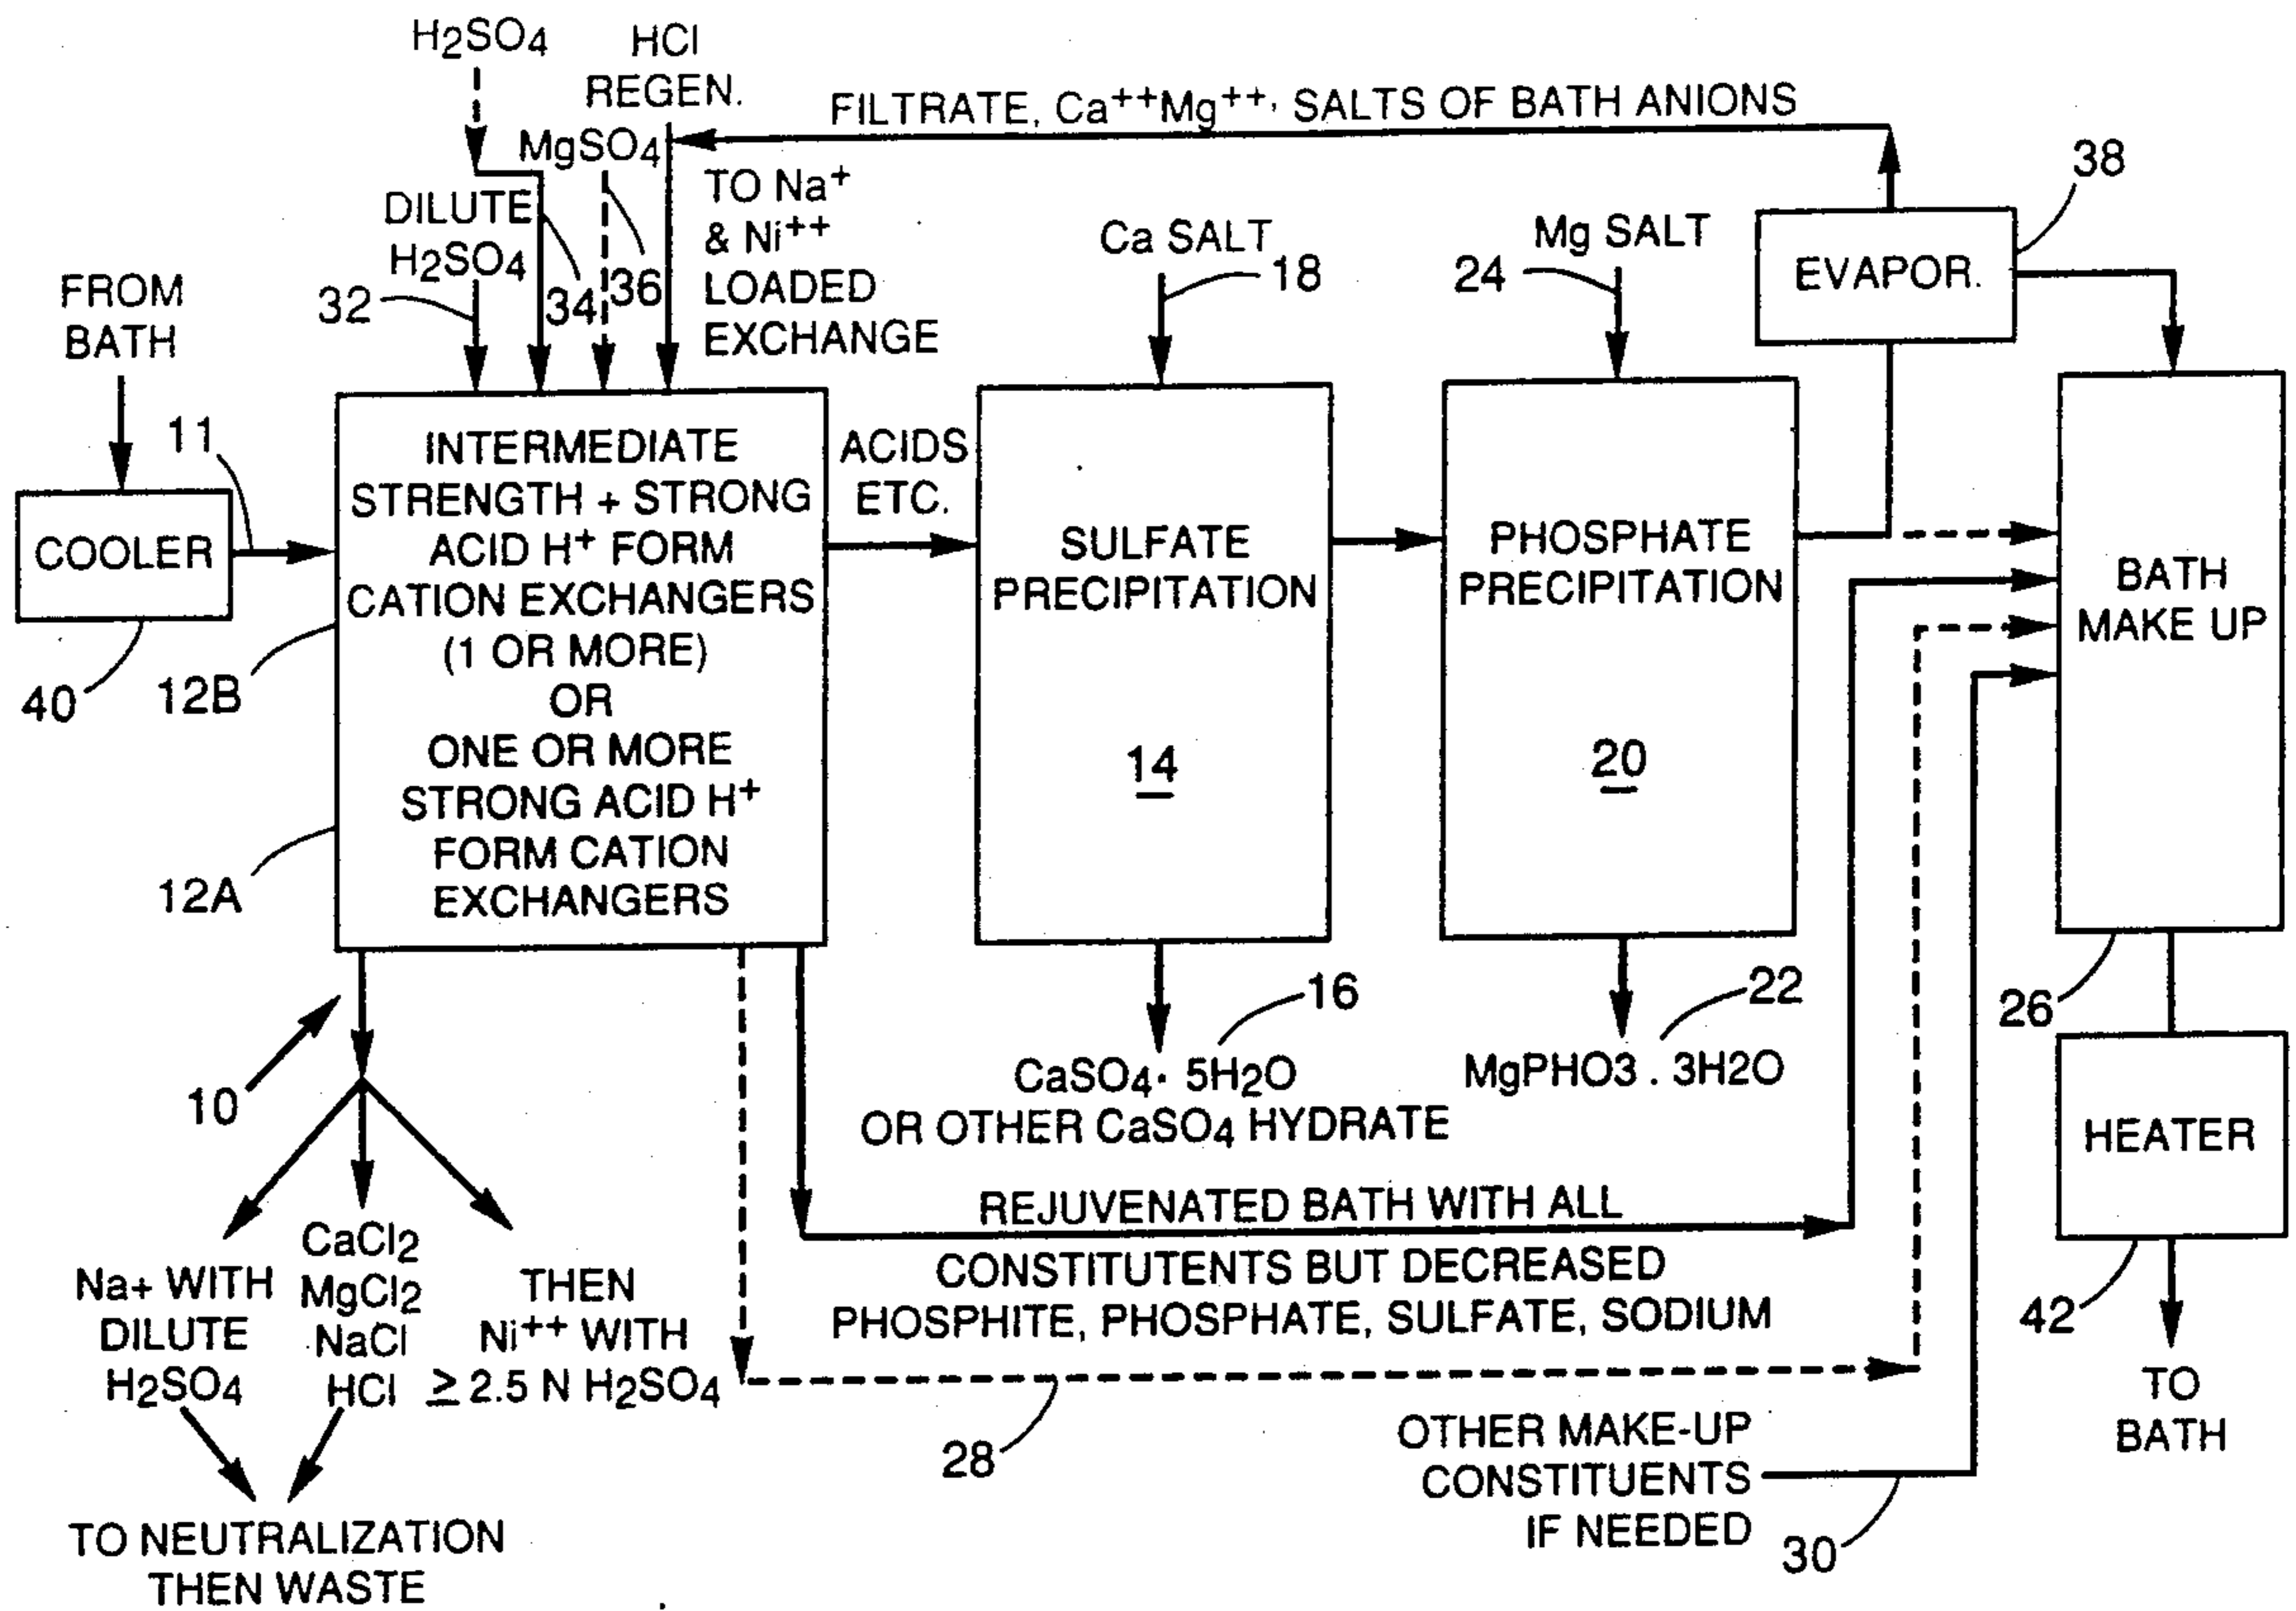 H2SO4
HCl
REGEN.
FILTRATE, Ca++Mg++, SALTS OF BATH ANIONS
MgSO4
38
TO Na+
& Ni++
LOADED
EXCHANGE
DILUTE
H2SO4
32
34
36
Ca SALT
18
Mg SALT
24
EVAPOR.
FROM
BATH
11
COOLER
40
INTERMEDIATE
STRENGTH + STRONG
ACID H+ FORM
CATION EXCHANGERS
(1 OR MORE)
OR
ONE OR MORE
STRONG ACID H+
FORM CATION
EXCHANGERS
12B
12A
ACIDS
ETC.
SULFATE
PRECIPITATION
14
PHOSPHATE
PRECIPITATION
20
BATH
MAKE UP
26
10
16
CaSO4· 5H2O
OR OTHER CaSO4 HYDRATE
22
MgPHO3 . 3H2O
HEATER
42
REJUVENATED BATH WITH ALL
CONSTITUTENTS BUT DECREASED
PHOSPHITE, PHOSPHATE, SULFATE, SODIUM
Na+ WITH
DILUTE
H2SO4
CaCl2
MgCl2
NaCl
HCl
THEN
Ni++ WITH
≥ 2.5 N H2SO4
28
OTHER MAKE-UP
CONSTITUENTS
IF NEEDED
30
TO
BATH
TO NEUTRALIZATION
THEN WASTE